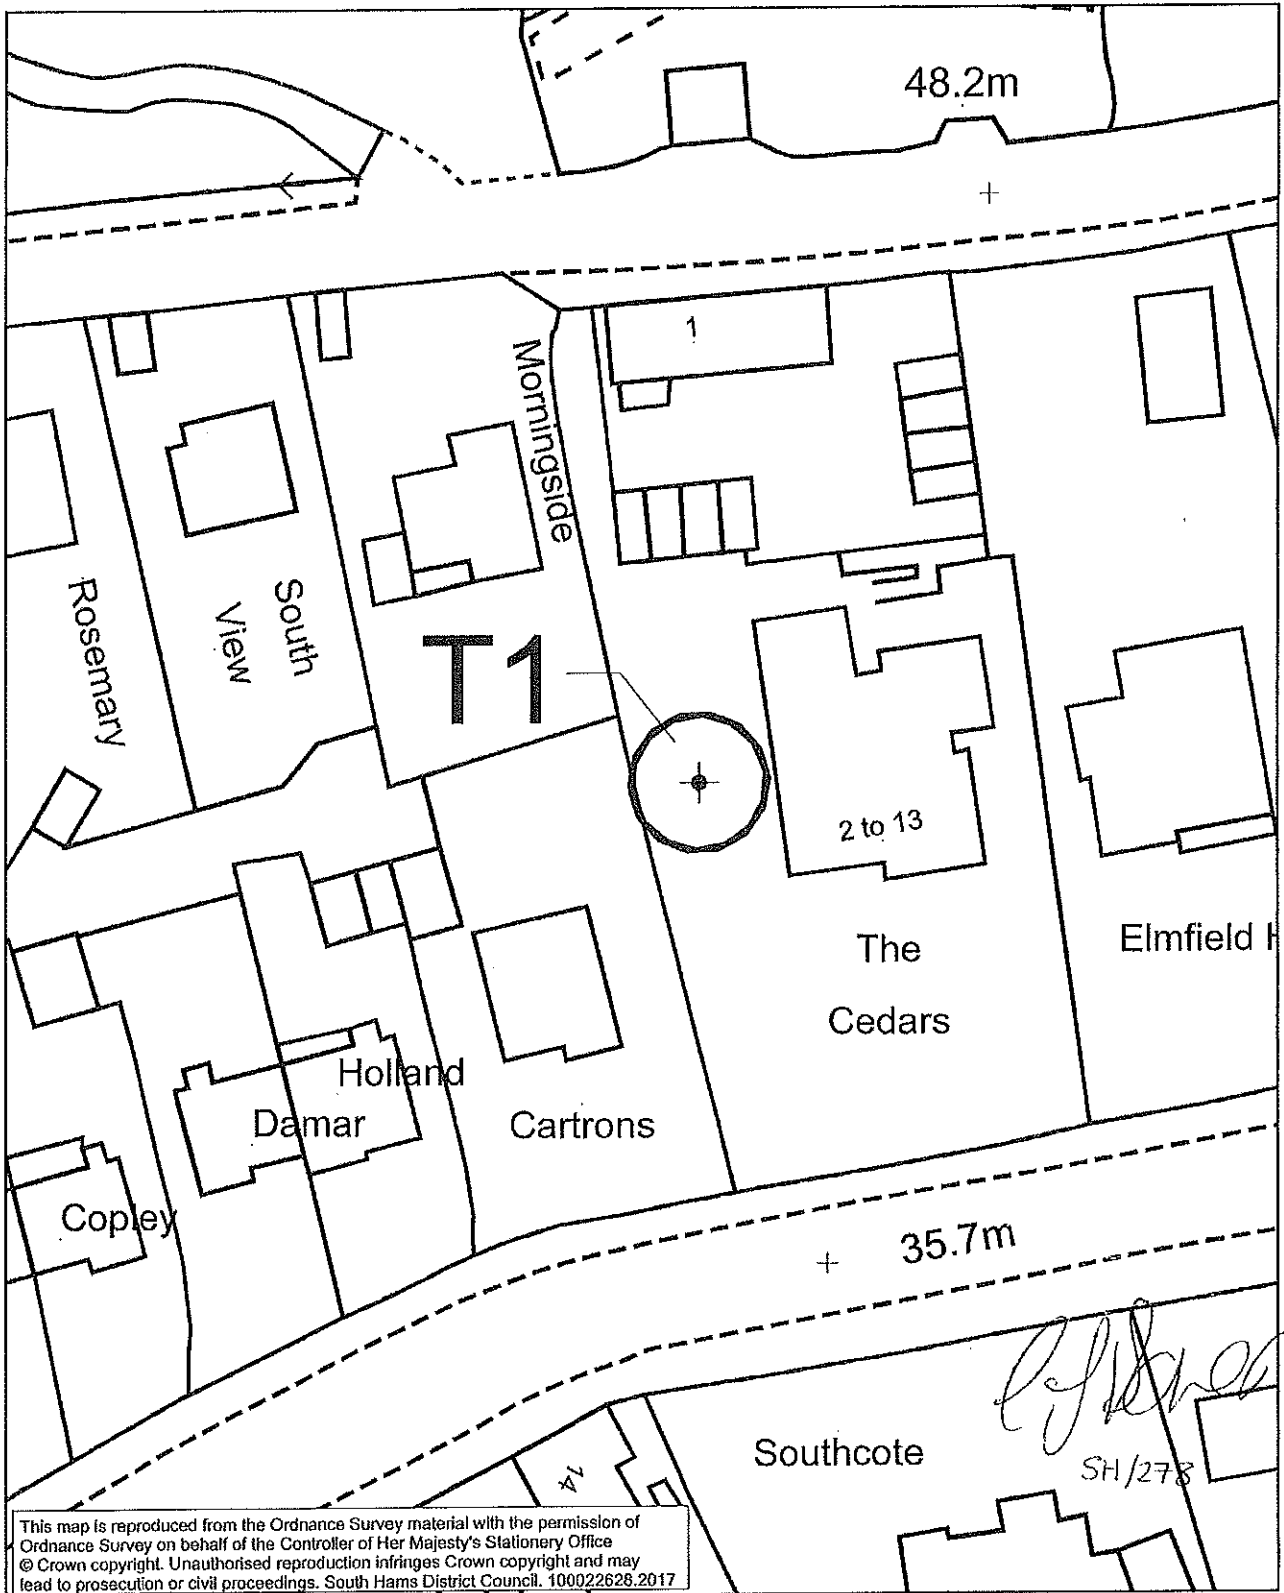 48.2m
1
Morningside
South
View
Rosemary
T1
2 to 13
The
Cedars
Elmfield H
Holland
Damar
Cartrons
Copley
35.7m
Southcote
SH/278
14
This map is reproduced from the Ordnance Survey material with the permission of
Ordnance Survey on behalf of the Controller of Her Majesty's Stationery Office
© Crown copyright. Unauthorised reproduction infringes Crown copyright and may
lead to prosecution or civil proceedings. South Hams District Council. 100022628.2017